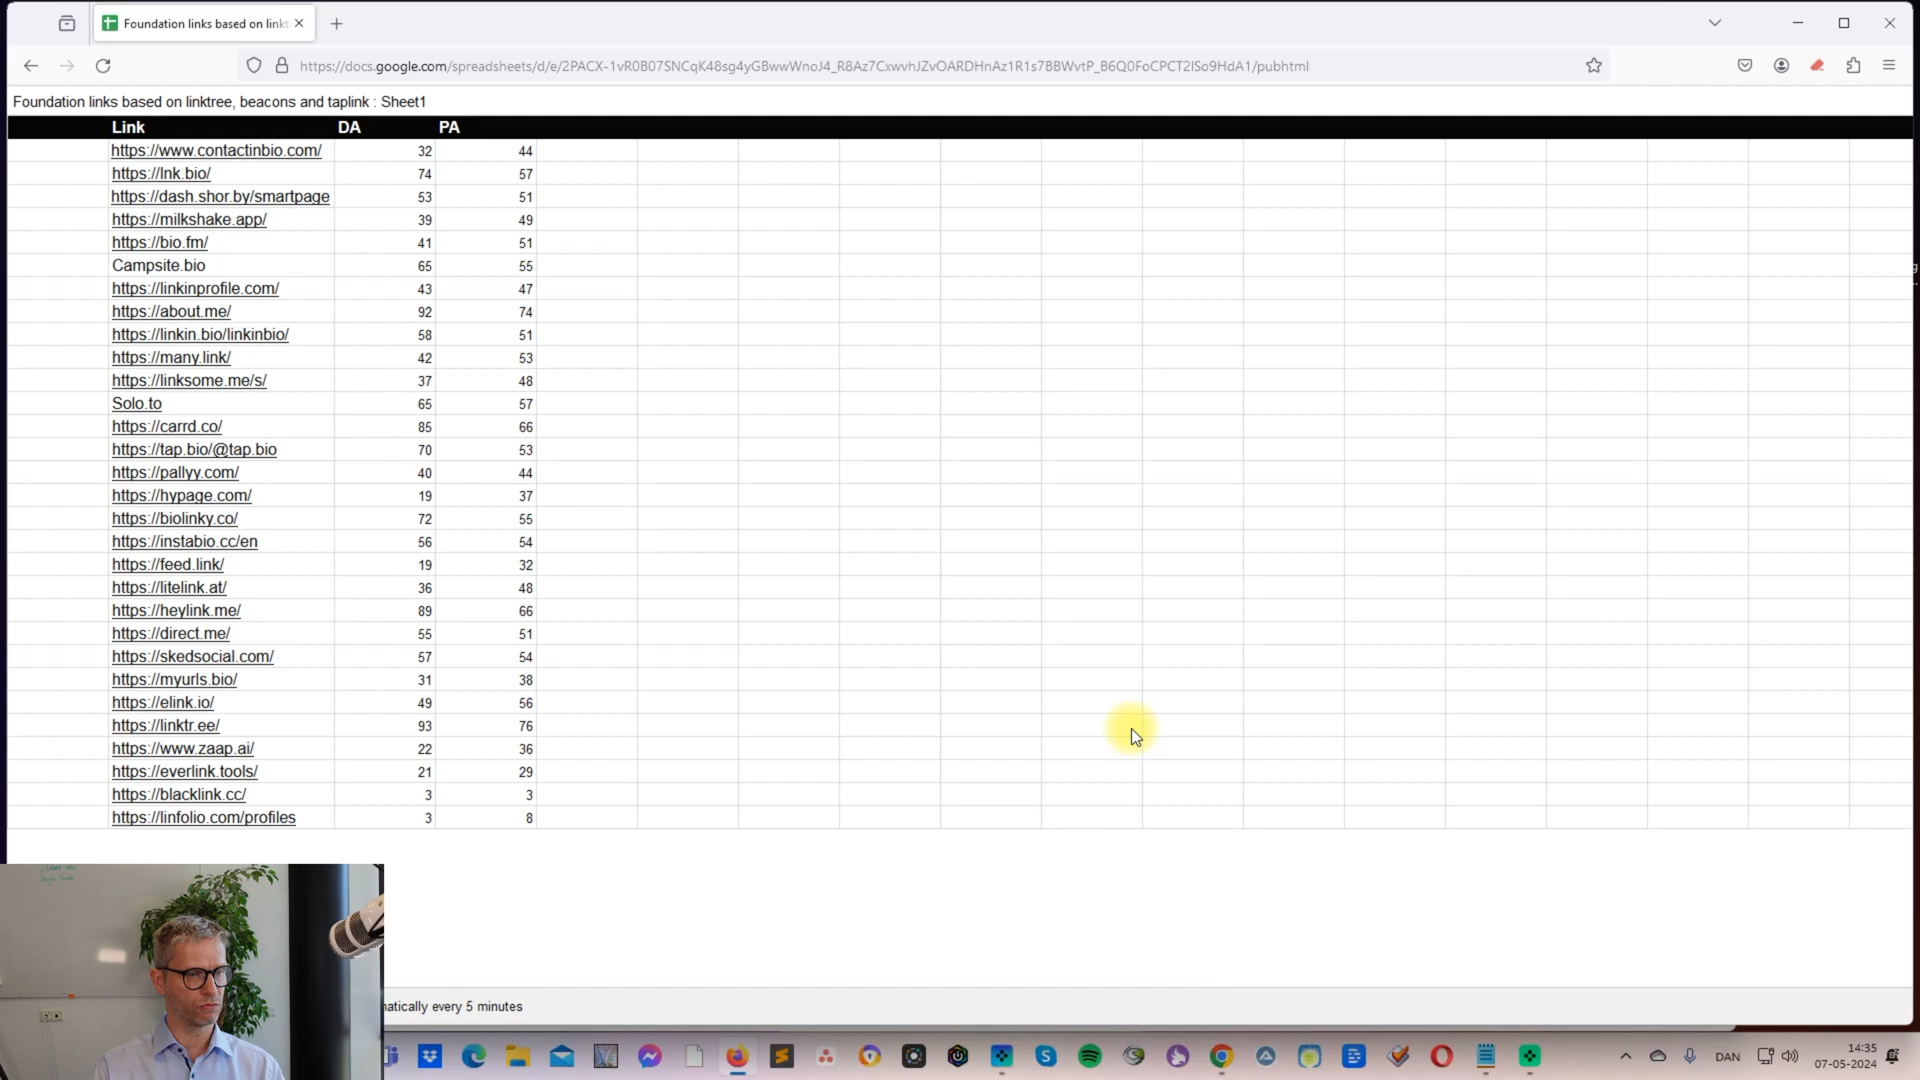 Foundation links based on linkt
https://docs.google.com/spreadsheets/d/e/2PACX-1vR0B07SNCqK48sg4yGBwwWnoJ4_R8Az7CxwvhJZvOARDHnAz1R1s7BBWvtP_B6Q0FoCPCT2ISo9HdA1/pubhtml
Foundation links based on linktree, beacons and taplink : Sheet1
Link DA PA
https://www.contactinbio.com/ 32 44
https://lnk.bio/ 74 57
https://dash.shor.by/smartpage 53 51
https://milkshake.app/ 39 49
https://bio.fm/ 41 51
Campsite.bio 65 55
https://linkinprofile.com/ 43 47
https://about.me/ 92 74
https://linkin.bio/linkinbio/ 58 51
https://many.link/ 42 53
https://linksome.me/s/ 37 48
Solo.to 65 57
https://carrd.co/ 85 66
https://tap.bio/@tap.bio 70 53
https://pallyy.com/ 40 44
https://hypage.com/ 19 37
https://biolinky.co/ 72 55
https://instabio.cc/en 56 54
https://feed.link/ 19 32
https://litelink.at/ 36 48
https://heylink.me/ 89 66
https://direct.me/ 55 51
https://skedsocial.com/ 57 54
https://myurls.bio/ 31 38
https://elink.io/ 49 56
https://linktr.ee/ 93 76
https://www.zaap.ai/ 22 36
https://everlink.tools/ 21 29
https://blacklink.cc/ 3 3
https://linfolio.com/profiles 3 8
matically every 5 minutes
DAN
14:35
07-05-2024